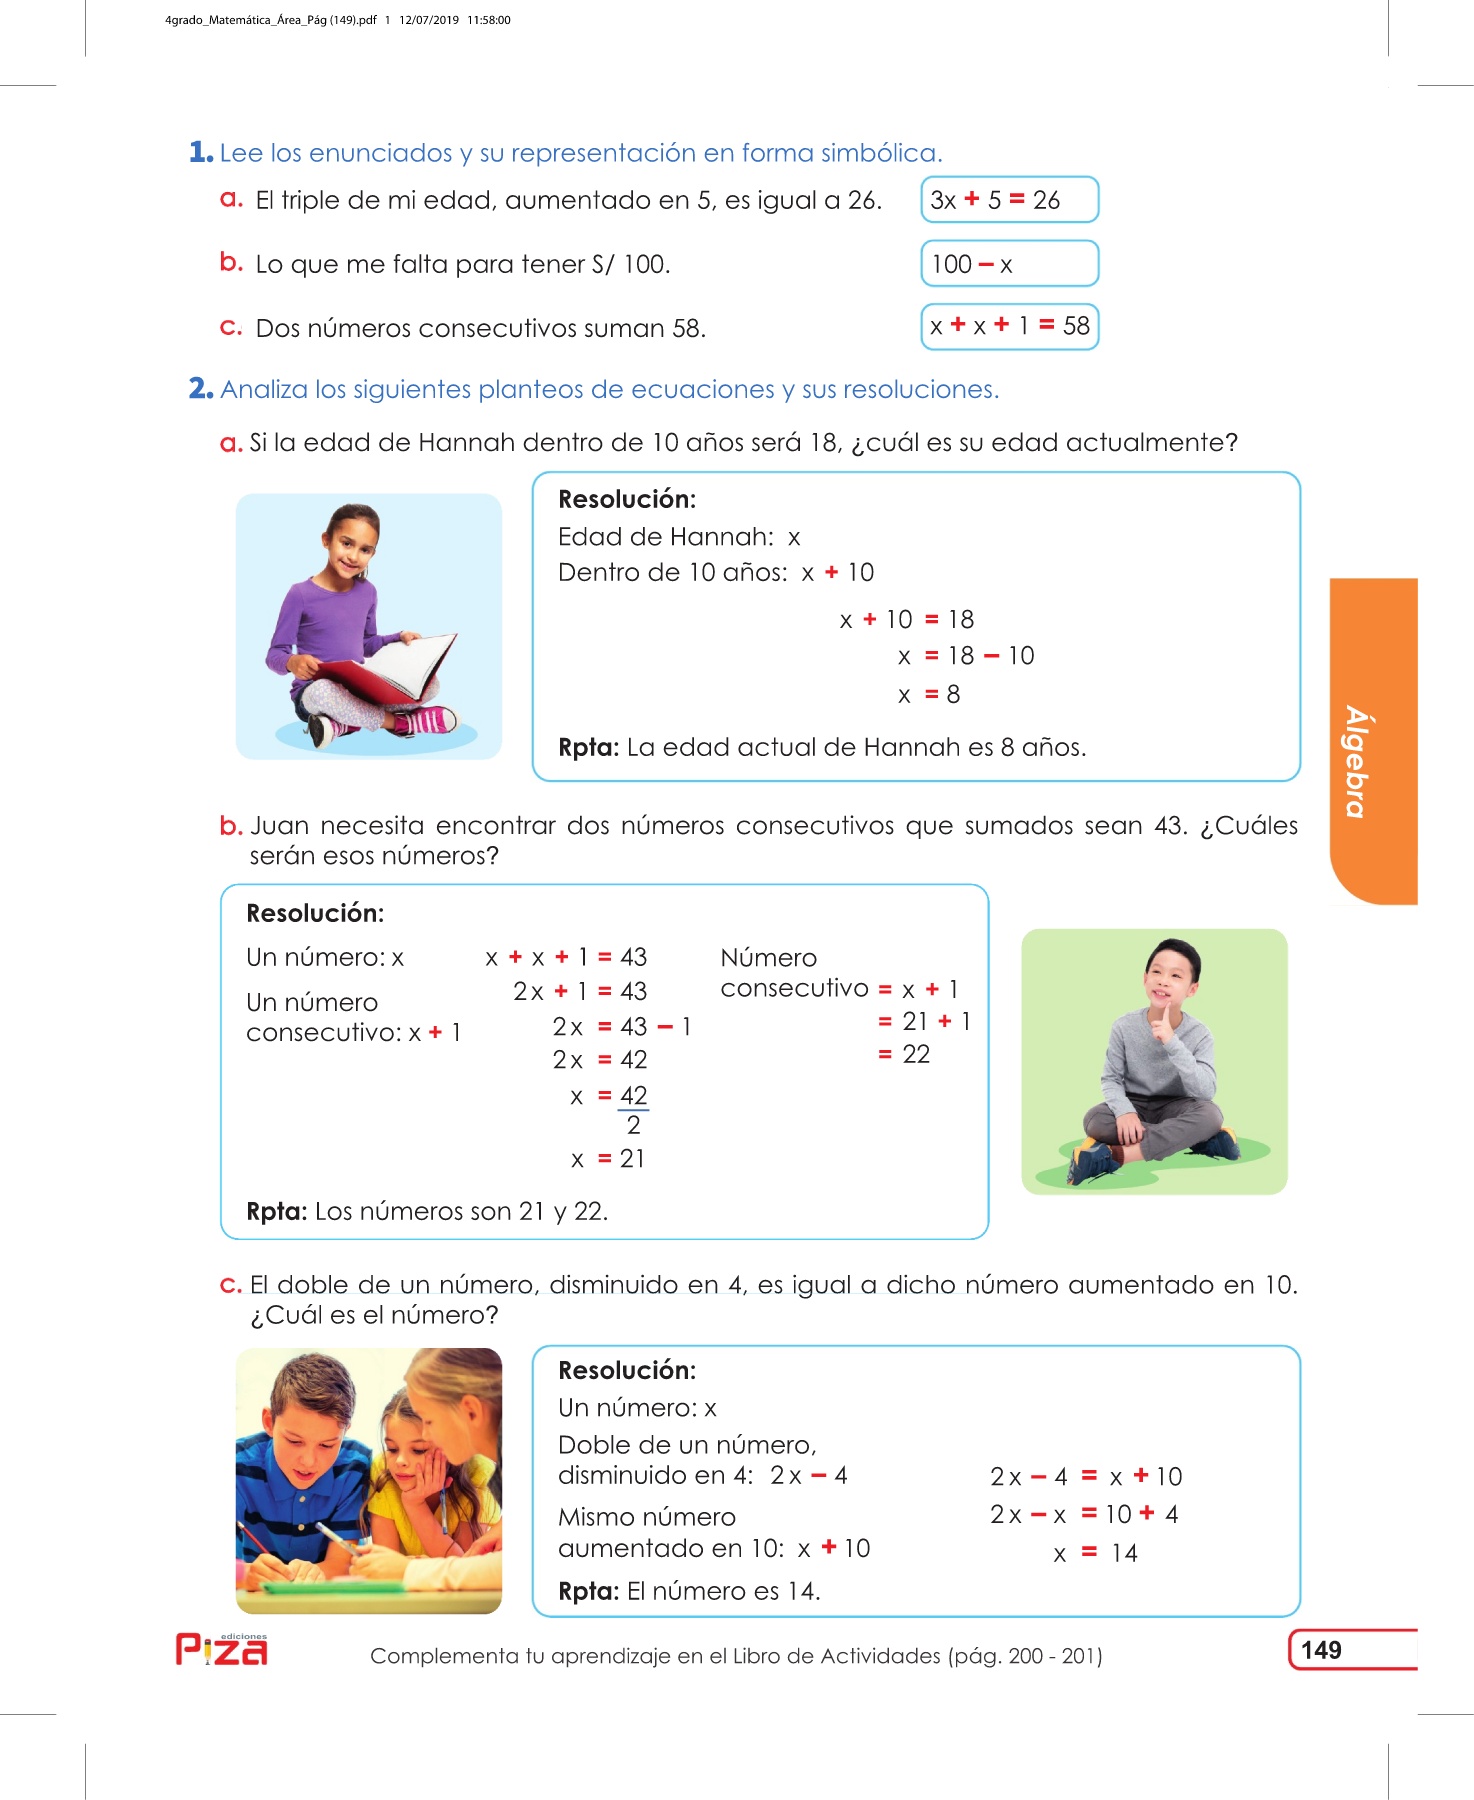 4grado_Matemática_Área_Pág (149).pdf 1 12/07/2019 11:58:00
1. Lee los enunciados y su representación en forma simbólica.
a. El triple de mi edad, aumentado en 5, es igual a 26. 3x + 5 = 26
b. Lo que me falta para tener S/ 100. 100 – x
c. Dos números consecutivos suman 58. x + x + 1 = 58
2. Analiza los siguientes planteos de ecuaciones y sus resoluciones.
a. Si la edad de Hannah dentro de 10 años será 18, ¿cuál es su edad actualmente?
Resolución:
Edad de Hannah: x
Dentro de 10 años: x + 10
x + 10 = 18
x = 18 – 10
x = 8
Rpta: La edad actual de Hannah es 8 años.
Álgebra
b. Juan necesita encontrar dos números consecutivos que sumados sean 43. ¿Cuáles
serán esos números?
Resolución:
Un número: x
Un número
consecutivo: x + 1
x + x + 1 = 43
2x + 1 = 43
2x = 43 – 1
2x = 42
x = 42
2
x = 21
Número
consecutivo = x + 1
= 21 + 1
= 22
Rpta: Los números son 21 y 22.
c. El doble de un número, disminuido en 4, es igual a dicho número aumentado en 10.
¿Cuál es el número?
Resolución:
Un número: x
Doble de un número,
disminuido en 4: 2x – 4
Mismo número
aumentado en 10: x + 10
2x – 4 = x + 10
2x – x = 10 + 4
x = 14
Rpta: El número es 14.
ediciones
Piza
Complementa tu aprendizaje en el Libro de Actividades (pág. 200 - 201)
149